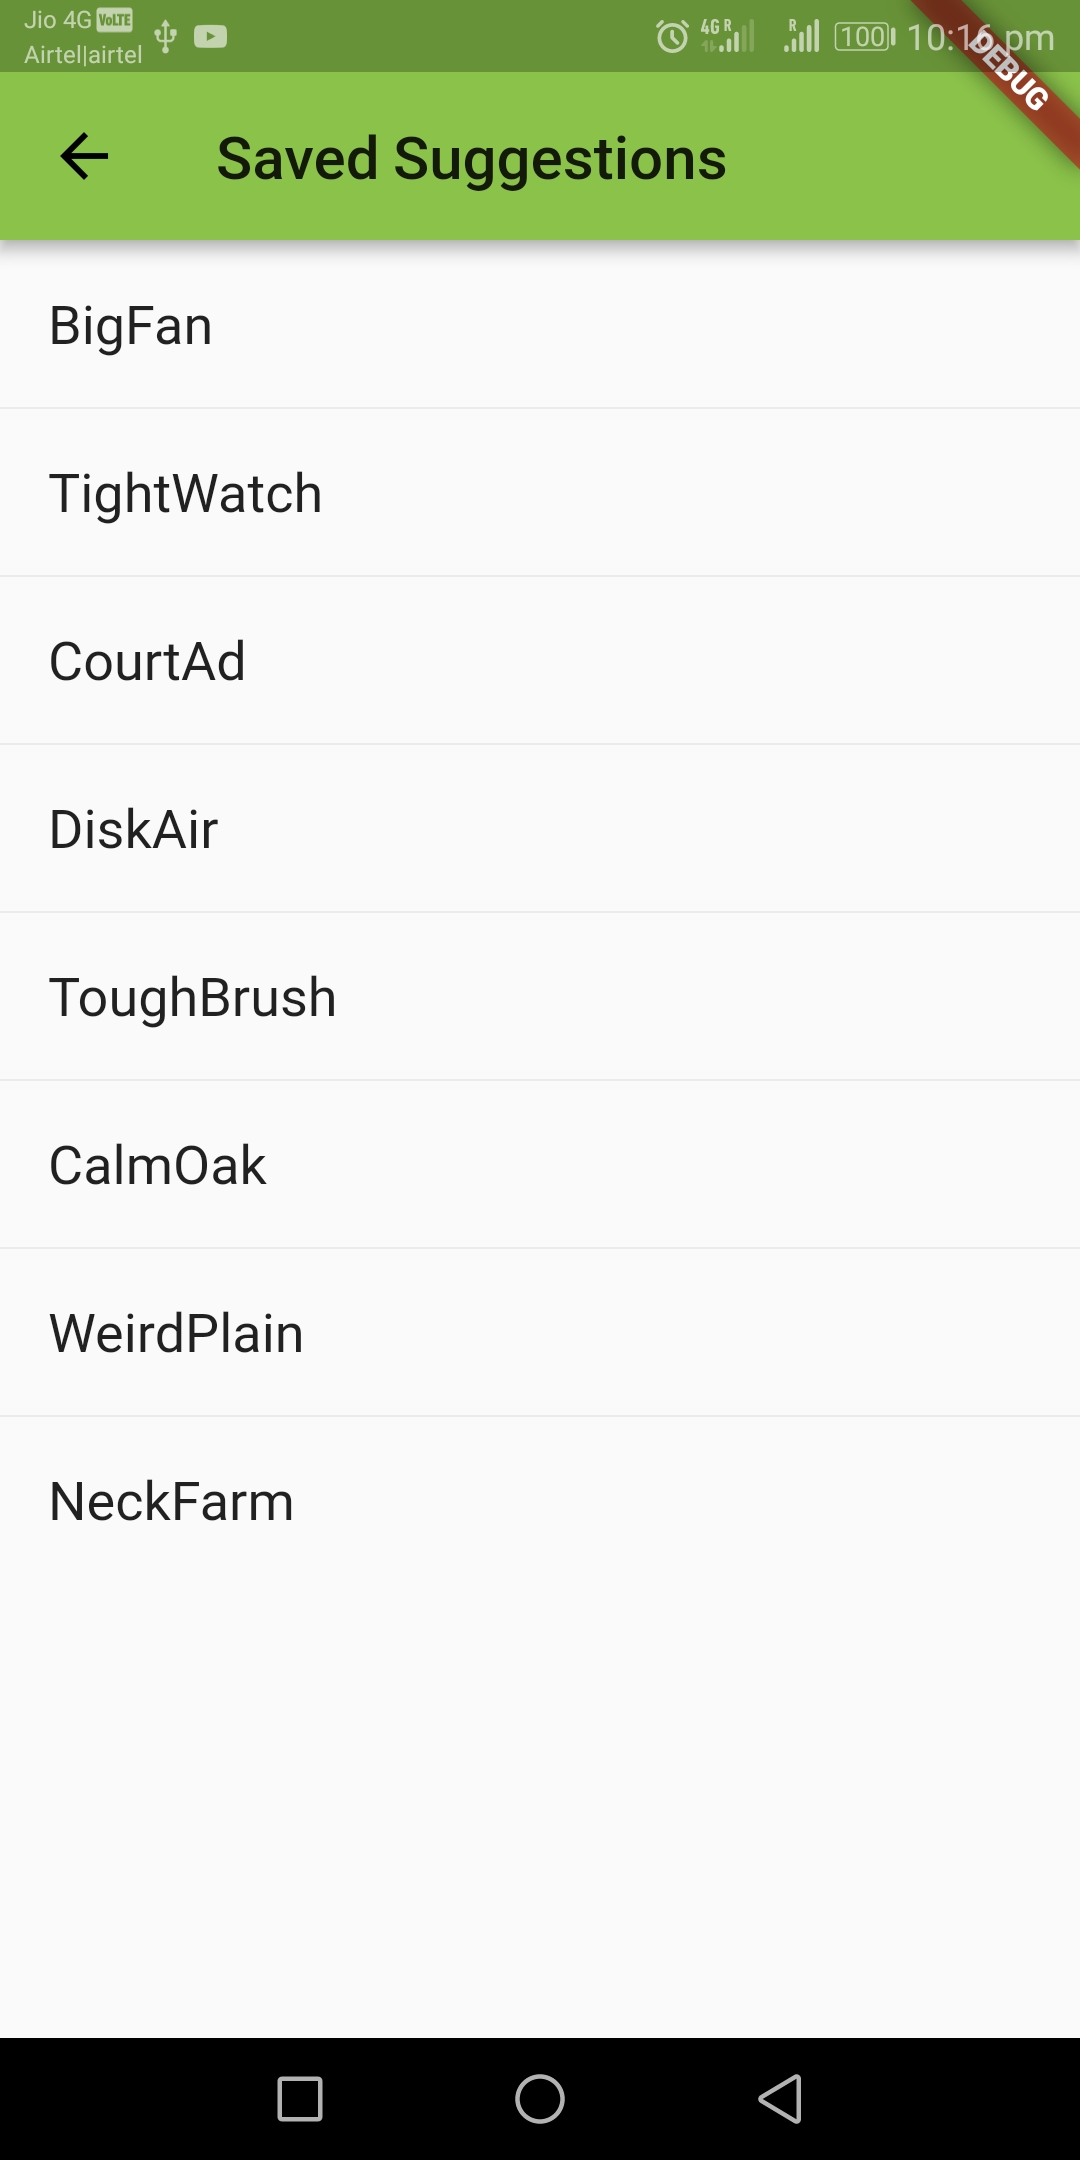 Jio 4G VoLTE
Airtel|airtel
4G R
R
100
10:16 pm
DEBUG
Saved Suggestions
BigFan
TightWatch
CourtAd
DiskAir
ToughBrush
CalmOak
WeirdPlain
NeckFarm